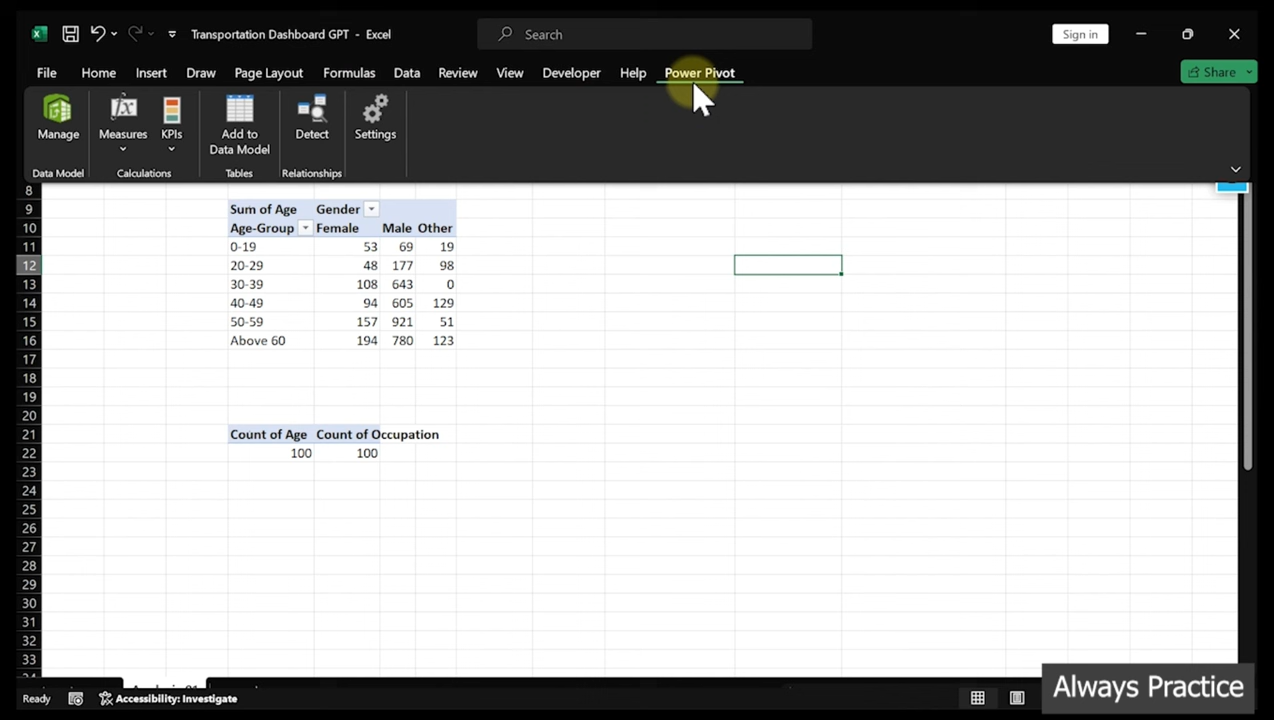 Transportation Dashboard GPT - Excel
Search
Sign in
File Home Insert Draw Page Layout Formulas Data Review View Developer Help Power Pivot
Share
Manage Measures KPIs Add to Data Model Detect Settings
Data Model Calculations Tables Relationships
8
9 Sum of Age Gender
10 Age-Group Female Male Other
11 0-19 53 69 19
12 20-29 48 177 98
13 30-39 108 643 0
14 40-49 94 605 129
15 50-59 157 921 51
16 Above 60 194 780 123
17
18
19
20
21 Count of Age Count of Occupation
22 100 100
23
24
25
26
27
28
29
30
31
32
33
Ready Accessibility: Investigate
Always Practice